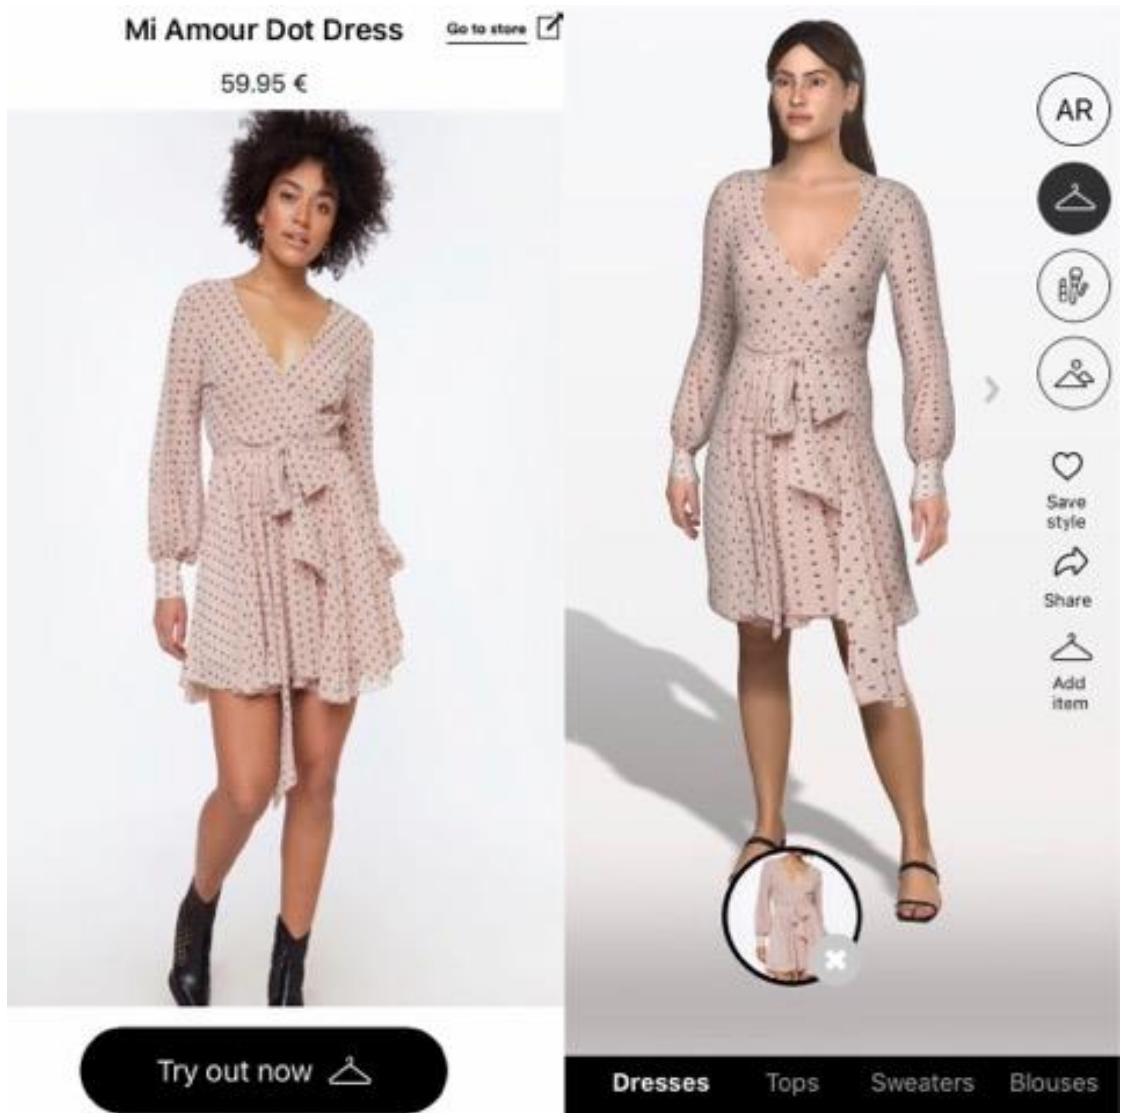 Mi Amour Dot Dress
Go to store
59.95 €
Try out now
AR
Save
style
Share
Add
item
Dresses Tops Sweaters Blouses